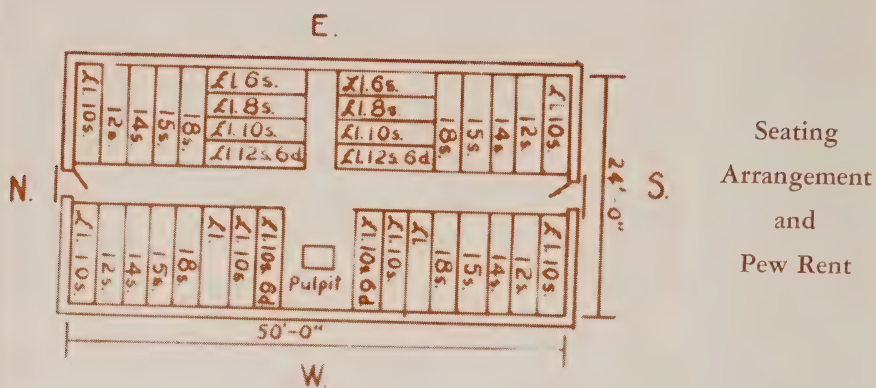 E.
£1. 10s.
12s.
14s
15s
18s
£1. 6s.
£1. 8s.
£1. 10s.
£1. 12s. 6d
£1. 6s.
£1. 8s
£1. 10s.
£1. 12s. 6d
18s.
15s.
14s
12s
£1. 10s.
N.
S.
24'-0"
£1. 10s.
12s.
14s.
15s
18s
£1.
£1. 10s
£1. 10s. 6d
Pulpit
£1. 10s 6d
£1. 10s.
£1
18s.
15s.
14s.
12s
£1. 10s.
50'-0"
W.
Seating
Arrangement
and
Pew Rent